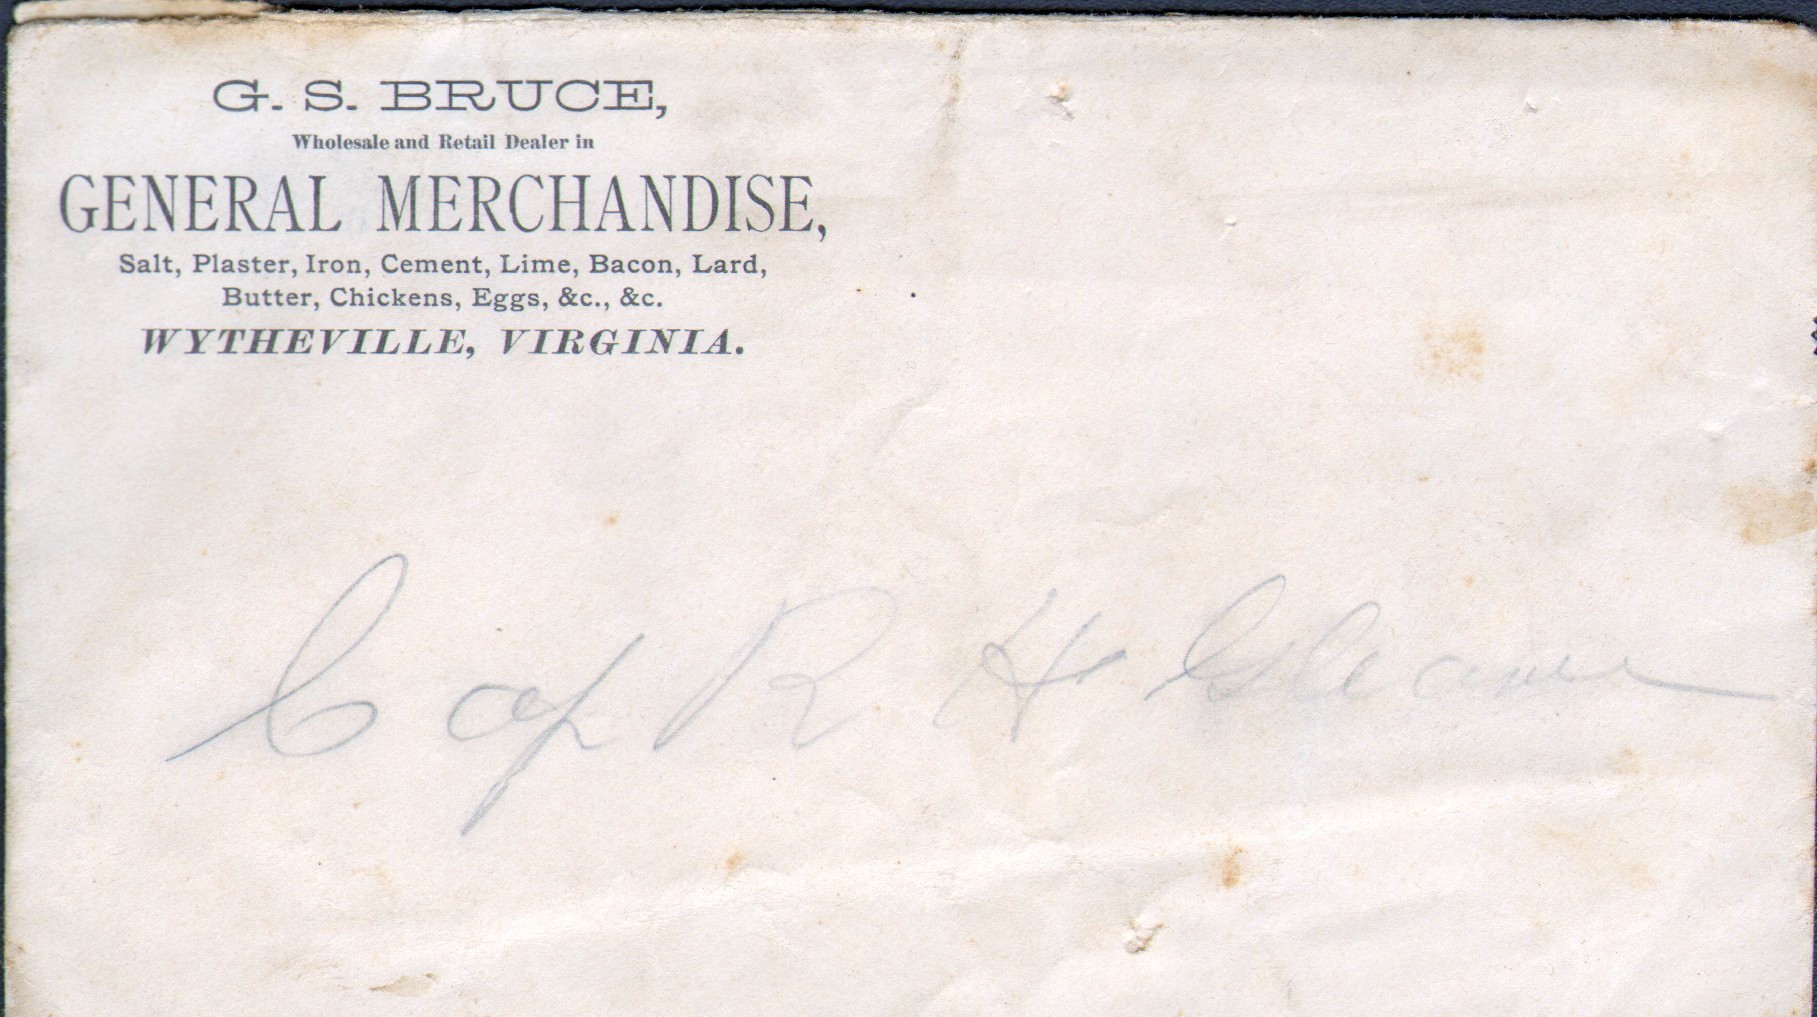 G. S. BRUCE,
Wholesale and Retail Dealer in
GENERAL MERCHANDISE,
Salt, Plaster, Iron, Cement, Lime, Bacon, Lard,
Butter, Chickens, Eggs, &c., &c.
WYTHEVILLE, VIRGINIA.
Cap R H Gleaves